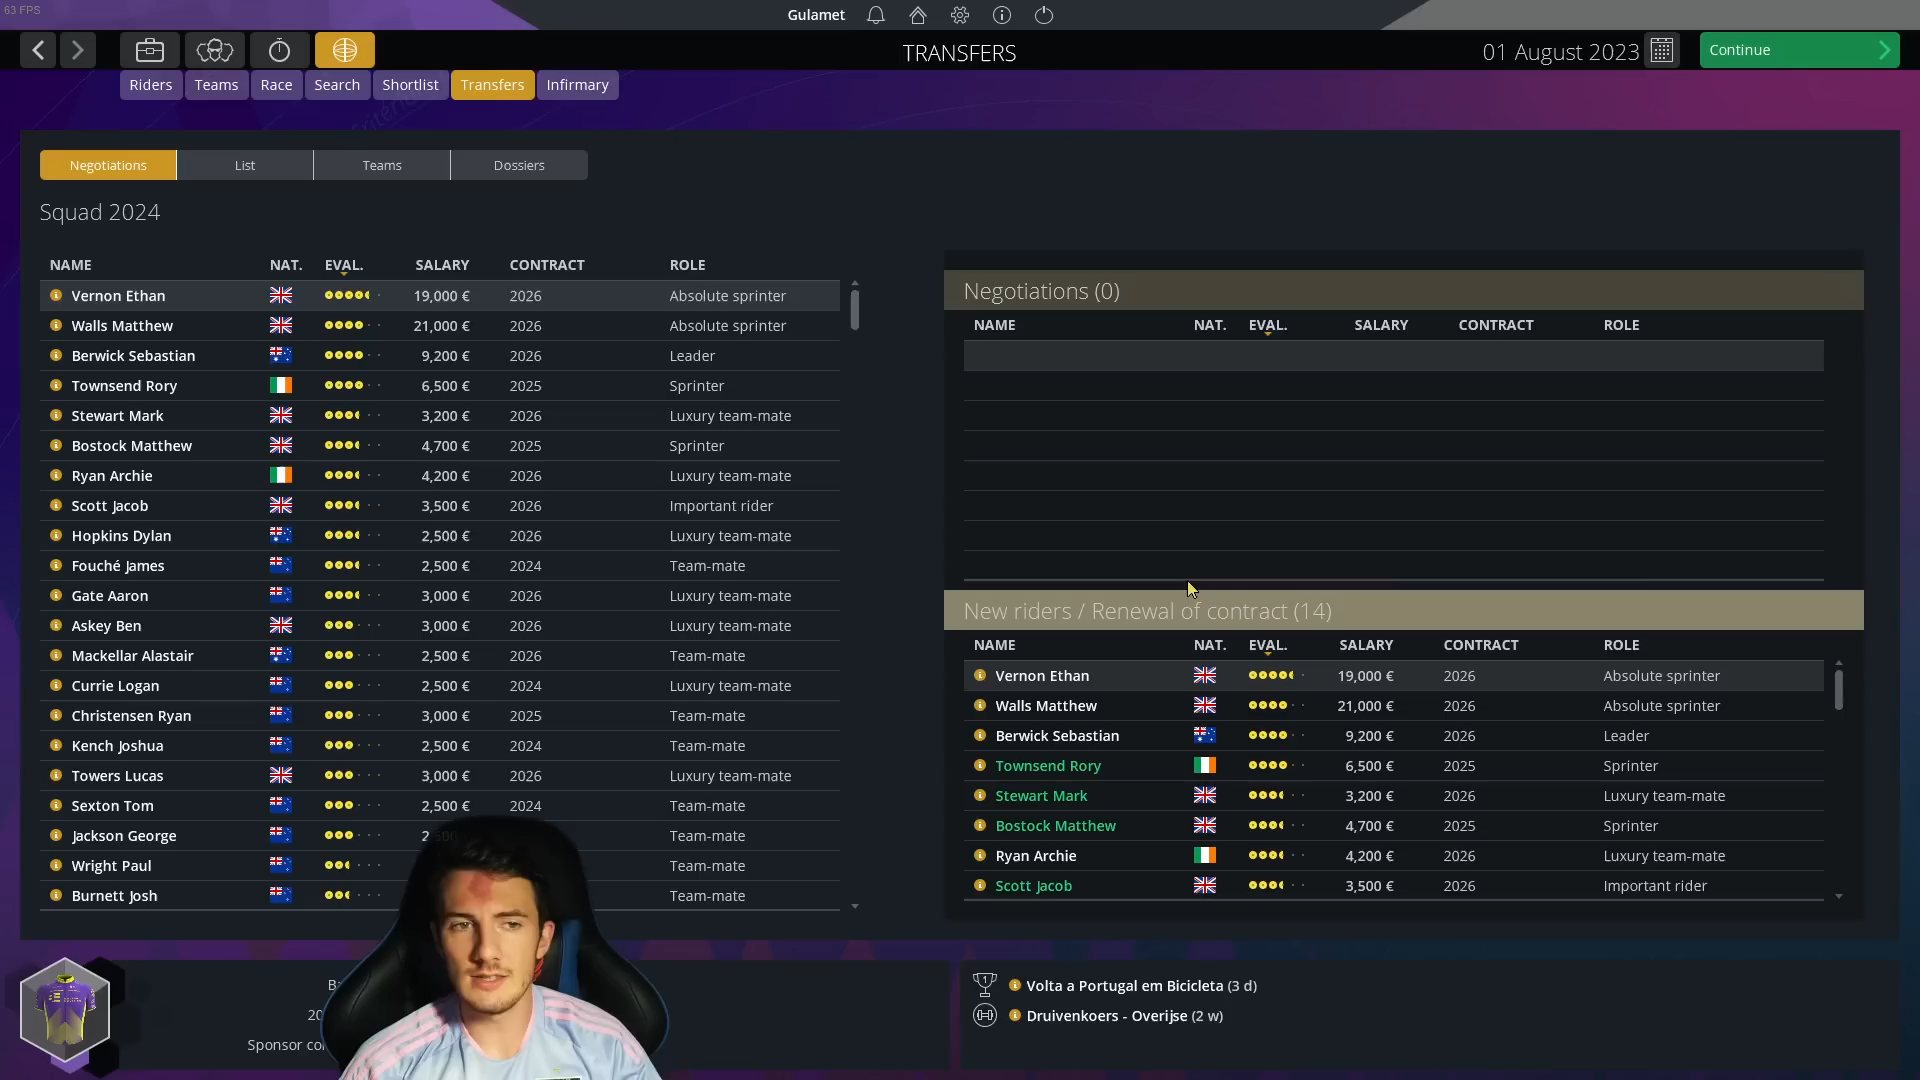 63 FPS
Gulamet
TRANSFERS
01 August 2023
Continue
Riders Teams Race Search Shortlist Transfers Infirmary
Negotiations List Teams Dossiers
Squad 2024
NAME NAT. EVAL. SALARY CONTRACT ROLE
Vernon Ethan 19,000 € 2026 Absolute sprinter
Walls Matthew 21,000 € 2026 Absolute sprinter
Berwick Sebastian 9,200 € 2026 Leader
Townsend Rory 6,500 € 2025 Sprinter
Stewart Mark 3,200 € 2026 Luxury team-mate
Bostock Matthew 4,700 € 2025 Sprinter
Ryan Archie 4,200 € 2026 Luxury team-mate
Scott Jacob 3,500 € 2026 Important rider
Hopkins Dylan 2,500 € 2026 Luxury team-mate
Fouché James 2,500 € 2024 Team-mate
Gate Aaron 3,000 € 2026 Luxury team-mate
Askey Ben 3,000 € 2026 Luxury team-mate
Mackellar Alastair 2,500 € 2026 Team-mate
Currie Logan 2,500 € 2024 Luxury team-mate
Christensen Ryan 3,000 € 2025 Team-mate
Kench Joshua 2,500 € 2024 Team-mate
Towers Lucas 3,000 € 2026 Luxury team-mate
Sexton Tom 2,500 € 2024 Team-mate
Jackson George Team-mate
Wright Paul Team-mate
Burnett Josh Team-mate
Negotiations (0)
NAME NAT. EVAL. SALARY CONTRACT ROLE
New riders / Renewal of contract (14)
NAME NAT. EVAL. SALARY CONTRACT ROLE
Vernon Ethan 19,000 € 2026 Absolute sprinter
Walls Matthew 21,000 € 2026 Absolute sprinter
Berwick Sebastian 9,200 € 2026 Leader
Townsend Rory 6,500 € 2025 Sprinter
Stewart Mark 3,200 € 2026 Luxury team-mate
Bostock Matthew 4,700 € 2025 Sprinter
Ryan Archie 4,200 € 2026 Luxury team-mate
Scott Jacob 3,500 € 2026 Important rider
Sponsor
Volta a Portugal em Bicicleta (3 d)
Druivenkoers - Overijse (2 w)